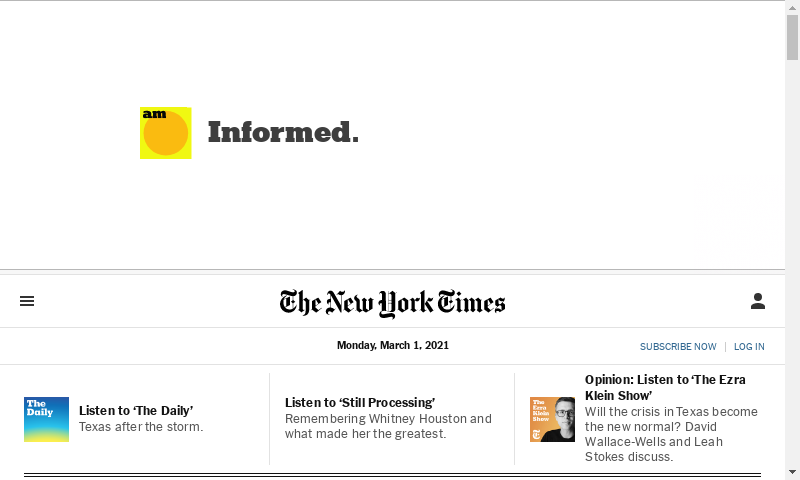 am
Informed.
The New York Times
Monday, March 1, 2021
SUBSCRIBE NOW
LOG IN
The
Daily
Listen to ‘The Daily’
Texas after the storm.
Listen to ‘Still Processing’
Remembering Whitney Houston and
what made her the greatest.
The
Ezra
Klein
Show
Opinion: Listen to ‘The Ezra
Klein Show’
Will the crisis in Texas become
the new normal? David
Wallace-Wells and Leah
Stokes discuss.